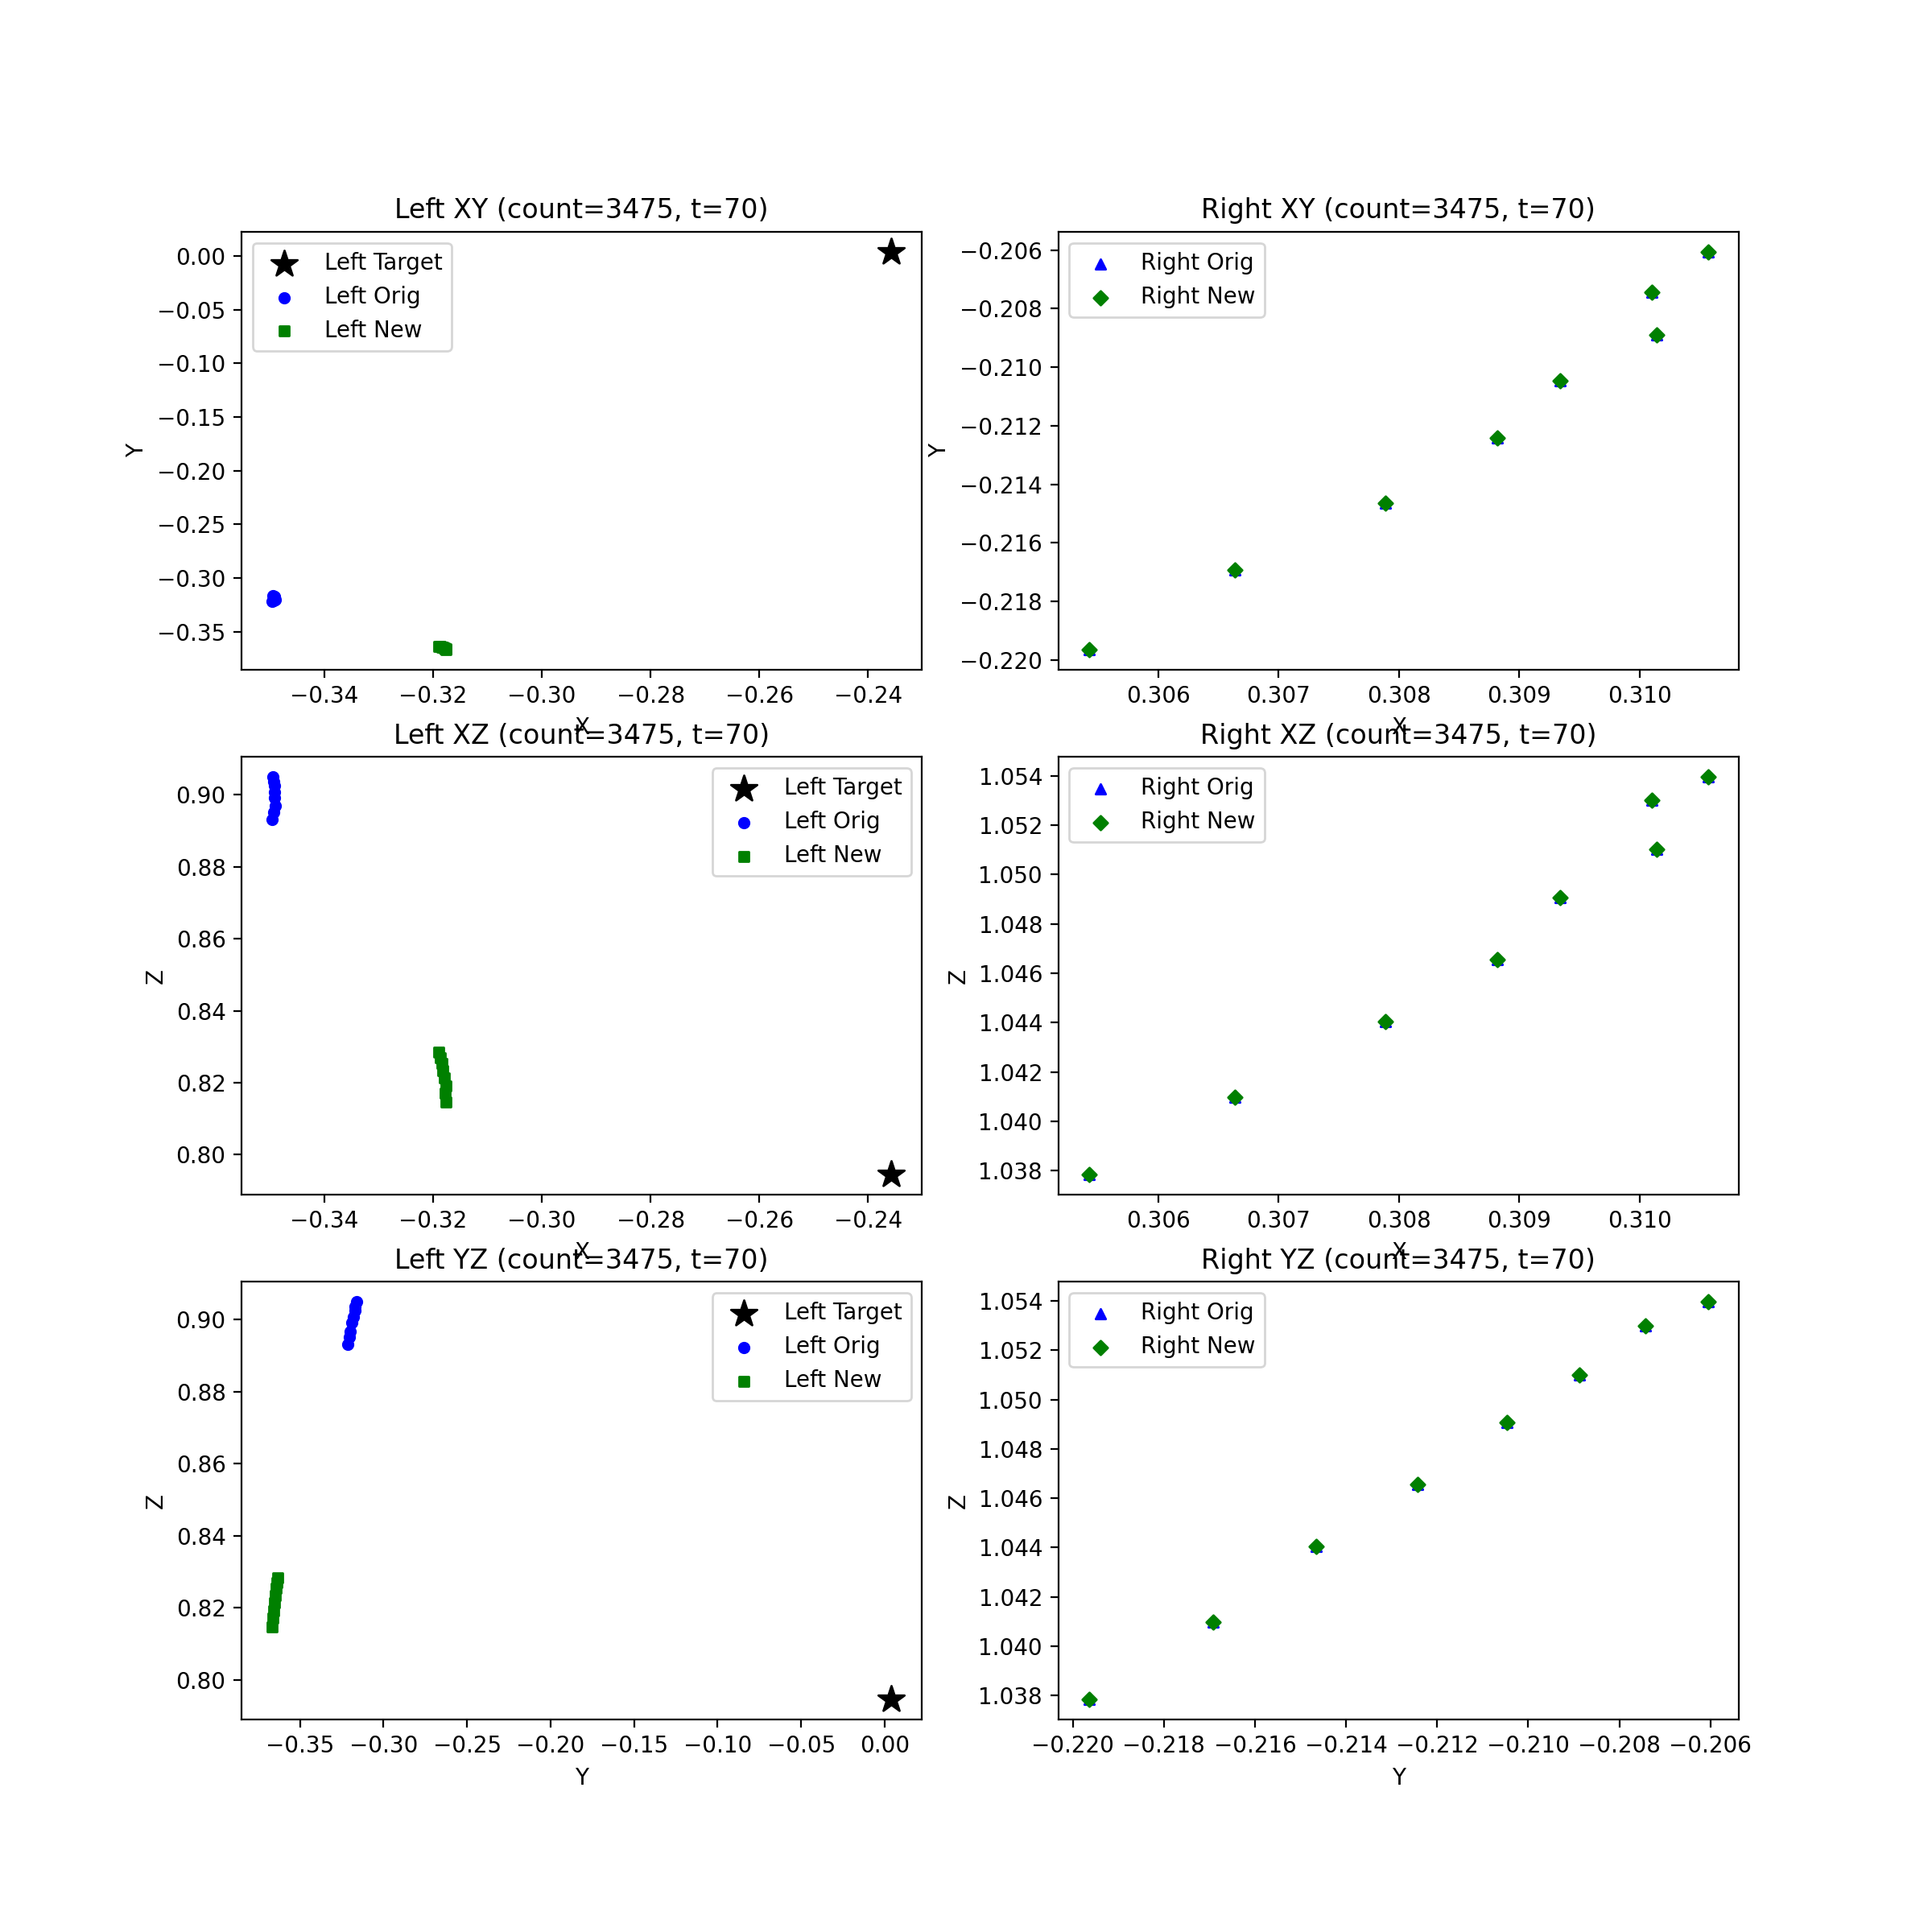 Left XY (count=3475, t=70)
Left Target
Left Orig
Left New
0.00
−0.05
−0.10
−0.15
−0.20
−0.25
−0.30
−0.35
Y
−0.34 −0.32 −0.30 −0.28 −0.26 −0.24
X
Right XY (count=3475, t=70)
Right Orig
Right New
−0.206
−0.208
−0.210
−0.212
−0.214
−0.216
−0.218
−0.220
Y
0.306 0.307 0.308 0.309 0.310
X
Left XZ (count=3475, t=70)
Left Target
Left Orig
Left New
0.90
0.88
0.86
0.84
0.82
0.80
Z
−0.34 −0.32 −0.30 −0.28 −0.26 −0.24
X
Right XZ (count=3475, t=70)
Right Orig
Right New
1.054
1.052
1.050
1.048
1.046
1.044
1.042
1.040
1.038
Z
0.306 0.307 0.308 0.309 0.310
X
Left YZ (count=3475, t=70)
Left Target
Left Orig
Left New
0.90
0.88
0.86
0.84
0.82
0.80
Z
−0.35 −0.30 −0.25 −0.20 −0.15 −0.10 −0.05 0.00
Y
Right YZ (count=3475, t=70)
Right Orig
Right New
1.054
1.052
1.050
1.048
1.046
1.044
1.042
1.040
1.038
Z
−0.220 −0.218 −0.216 −0.214 −0.212 −0.210 −0.208 −0.206
Y